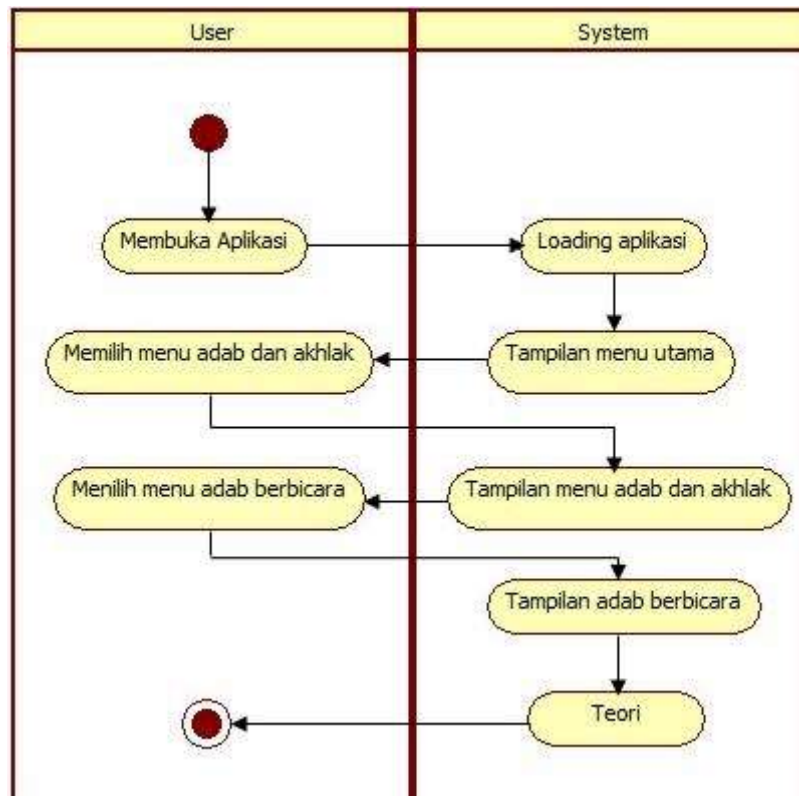 User
System
Membuka Aplikasi
Loading aplikasi
Memilih menu adab dan akhlak
Tampilan menu utama
Menilih menu adab berbicara
Tampilan menu adab dan akhlak
Tampilan adab berbicara
Teori